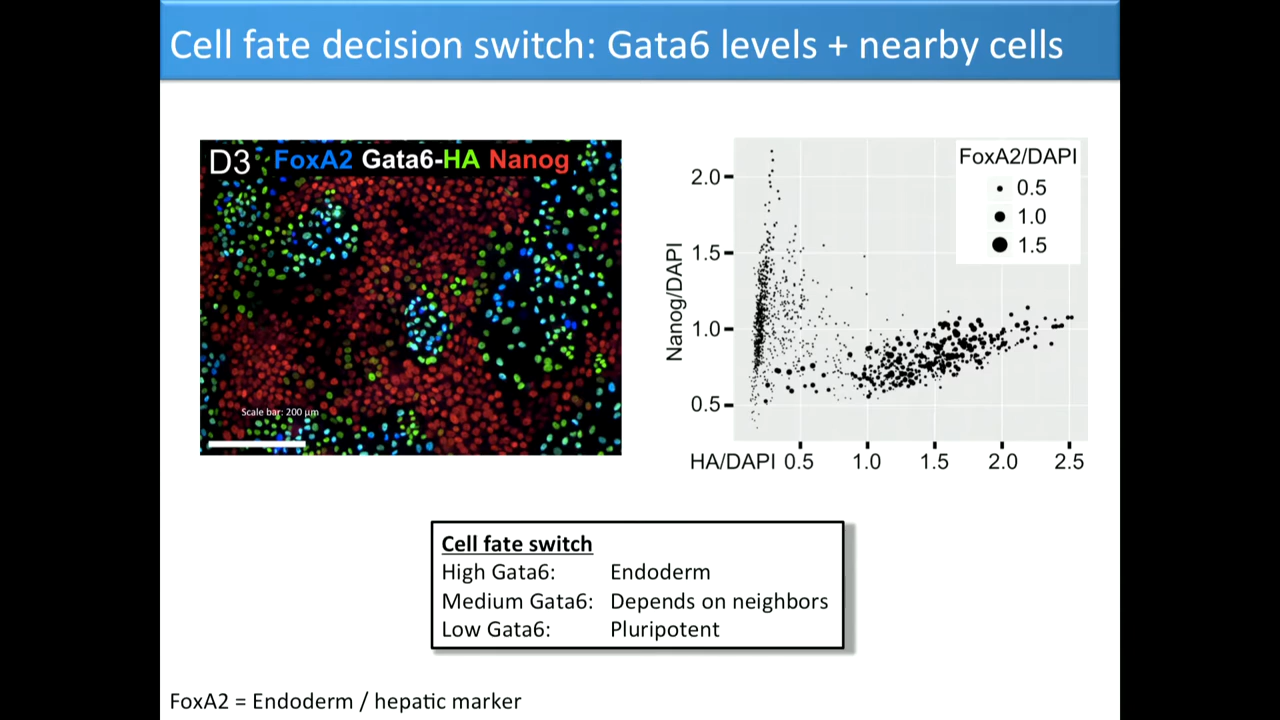 Cell fate decision switch: Gata6 levels + nearby cells
D3 FoxA2 Gata6-HA Nanog
Scale bar: 200 µm
Nanog/DAPI
2.0
1.5
1.0
0.5
FoxA2/DAPI
0.5
1.0
1.5
HA/DAPI 0.5 1.0 1.5 2.0 2.5
Cell fate switch
High Gata6: Endoderm
Medium Gata6: Depends on neighbors
Low Gata6: Pluripotent
FoxA2 = Endoderm / hepatic marker